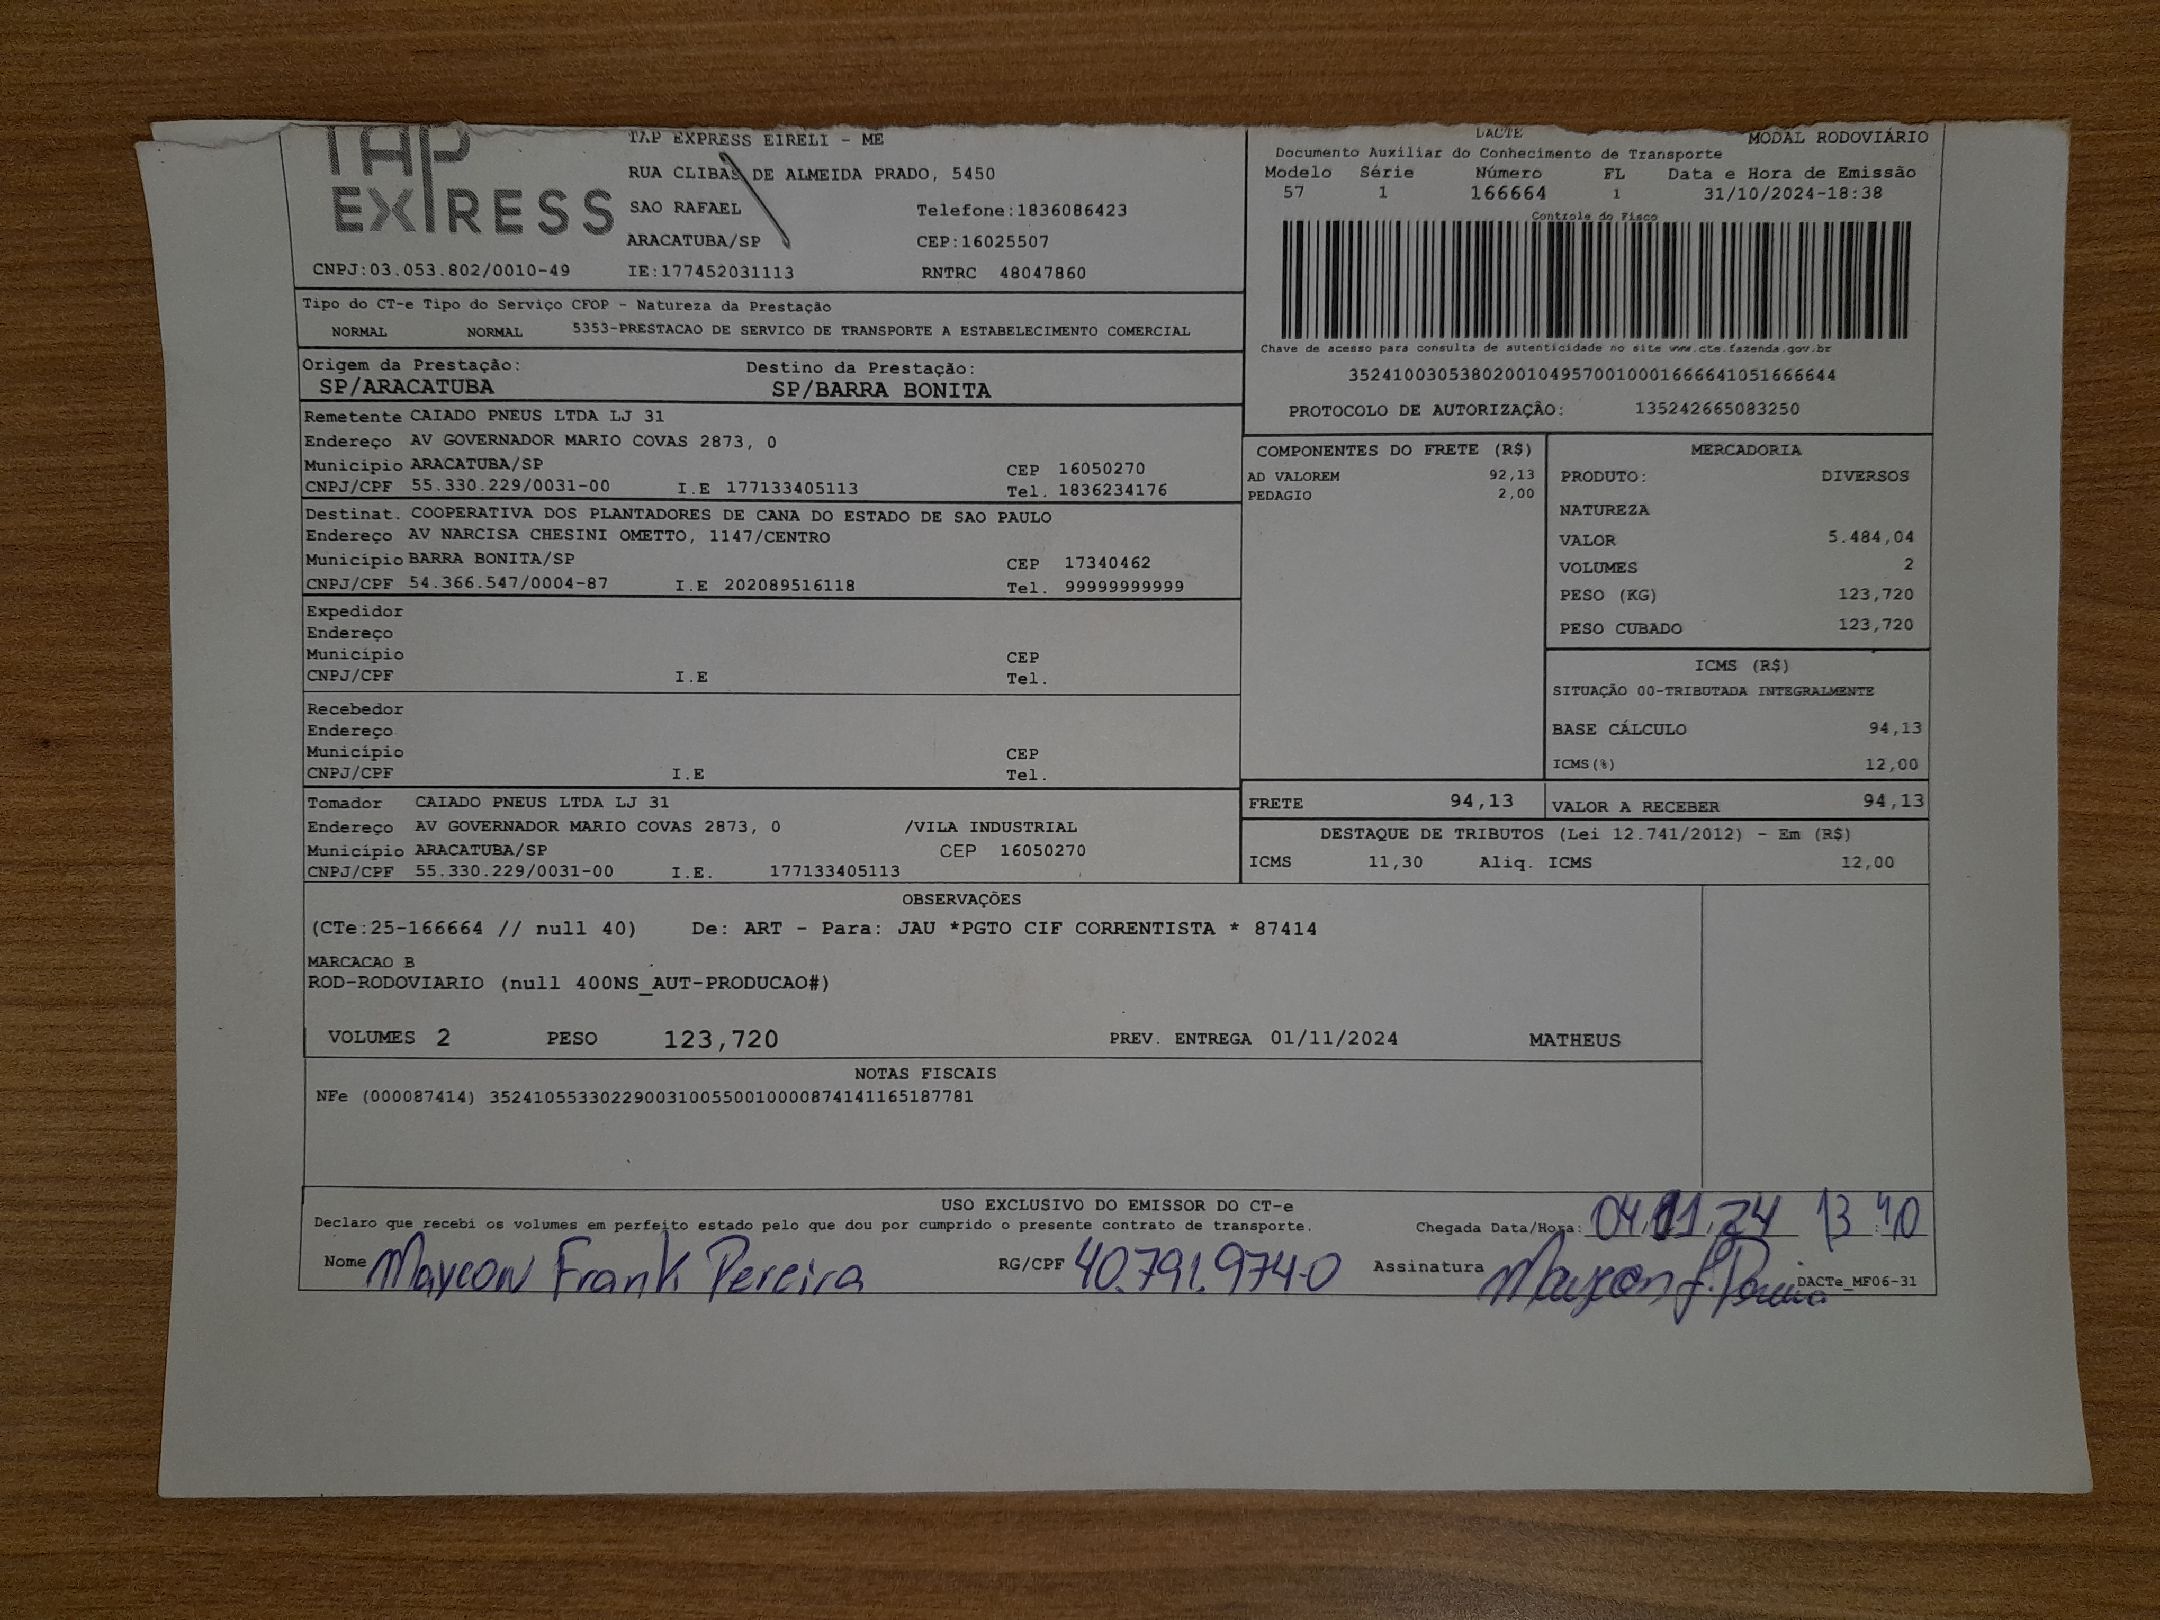 TAP EXPRESS
TAP EXPRESS EIRELI - ME
RUA CLIBAS DE ALMEIDA PRADO, 5450
SAO RAFAEL Telefone:1836086423
ARACATUBA/SP CEP:16025507
CNPJ:03.053.802/0010-49 IE:177452031113 RNTRC 48047860
DACTE MODAL RODOVIÁRIO
Documento Auxiliar do Conhecimento de Transporte
Modelo Série Número FL Data e Hora de Emissão
57 1 166664 1 31/10/2024-18:38
Controle do Fisco
Chave de acesso para consulta de autenticidade no site www.cte.fazenda.gov.br
35241003053802001049570010001666641051666644
PROTOCOLO DE AUTORIZAÇÃO: 135242665083250
Tipo do CT-e Tipo do Serviço CFOP - Natureza da Prestação
NORMAL NORMAL 5353-PRESTACAO DE SERVICO DE TRANSPORTE A ESTABELECIMENTO COMERCIAL
Origem da Prestação: Destino da Prestação:
SP/ARACATUBA SP/BARRA BONITA
Remetente CAIADO PNEUS LTDA LJ 31
Endereço AV GOVERNADOR MARIO COVAS 2873, 0
Município ARACATUBA/SP CEP 16050270
CNPJ/CPF 55.330.229/0031-00 I.E 177133405113 Tel. 1836234176
Destinat. COOPERATIVA DOS PLANTADORES DE CANA DO ESTADO DE SAO PAULO
Endereço AV NARCISA CHESINI OMETTO, 1147/CENTRO
Município BARRA BONITA/SP CEP 17340462
CNPJ/CPF 54.366.547/0004-87 I.E 202089516118 Tel. 99999999999
Expedidor
Endereço
Município CEP
CNPJ/CPF I.E Tel.
Recebedor
Endereço
Município CEP
CNPJ/CPF I.E Tel.
Tomador CAIADO PNEUS LTDA LJ 31
Endereço AV GOVERNADOR MARIO COVAS 2873, 0 /VILA INDUSTRIAL
Município ARACATUBA/SP CEP 16050270
CNPJ/CPF 55.330.229/0031-00 I.E. 177133405113
COMPONENTES DO FRETE (R$)
AD VALOREM 92,13
PEDAGIO 2,00
MERCADORIA
PRODUTO: DIVERSOS
NATUREZA
VALOR 5.484,04
VOLUMES 2
PESO (KG) 123,720
PESO CUBADO 123,720
ICMS (R$)
SITUAÇÃO 00-TRIBUTADA INTEGRALMENTE
BASE CÁLCULO 94,13
ICMS(%) 12,00
FRETE 94,13 VALOR A RECEBER 94,13
DESTAQUE DE TRIBUTOS (Lei 12.741/2012) - Em (R$)
ICMS 11,30 Aliq. ICMS 12,00
OBSERVAÇÕES
(CTe:25-166664 // null 40) De: ART - Para: JAU *PGTO CIF CORRENTISTA * 87414
MARCACAO B
ROD-RODOVIARIO (null 400NS_AUT-PRODUCAO#)
VOLUMES 2 PESO 123,720 PREV. ENTREGA 01/11/2024 MATHEUS
NOTAS FISCAIS
NFe (000087414) 35241055330229003100550010000874141165187781
USO EXCLUSIVO DO EMISSOR DO CT-e
Declaro que recebi os volumes em perfeito estado pelo que dou por cumprido o presente contrato de transporte. Chegada Data/Hora: 04.11.24 13:40
Nome Maycon Frank Pereira RG/CPF 40.791.974-0 Assinatura Maycon F. Pereira
DACTe_MF06-31